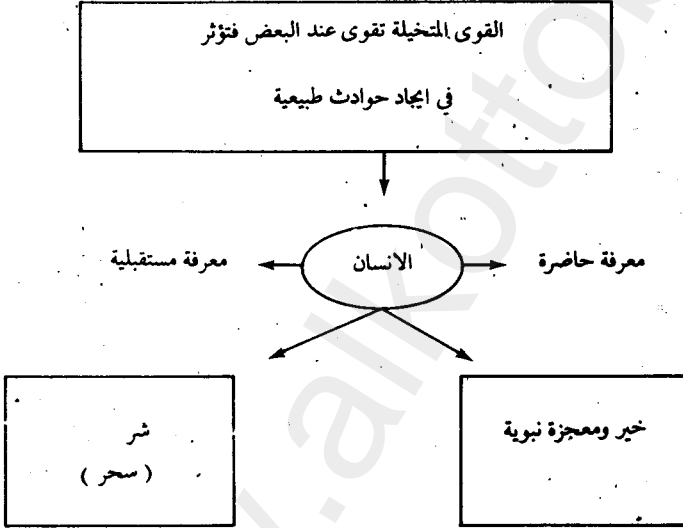 القوى المتخيلة تقوى عند البعض فتؤثر
في ايجاد حوادث طبيعية
معرفة حاضرة
الانسان
معرفة مستقبلية
خير ومعجزة نبوية
شر
( سحر )